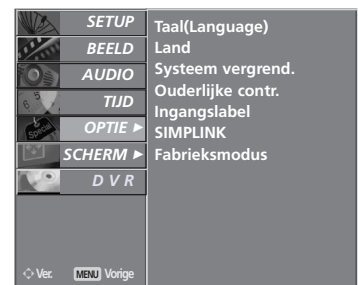 SETUP
BEELD
AUDIO
TIJD
OPTIE ►
SCHERM ►
D V R
Taal(Language)
Land
Systeem vergrend.
Ouderlijke contr.
Ingangslabel
SIMPLINK
Fabrieksmodus
Ver. MENU Vorige